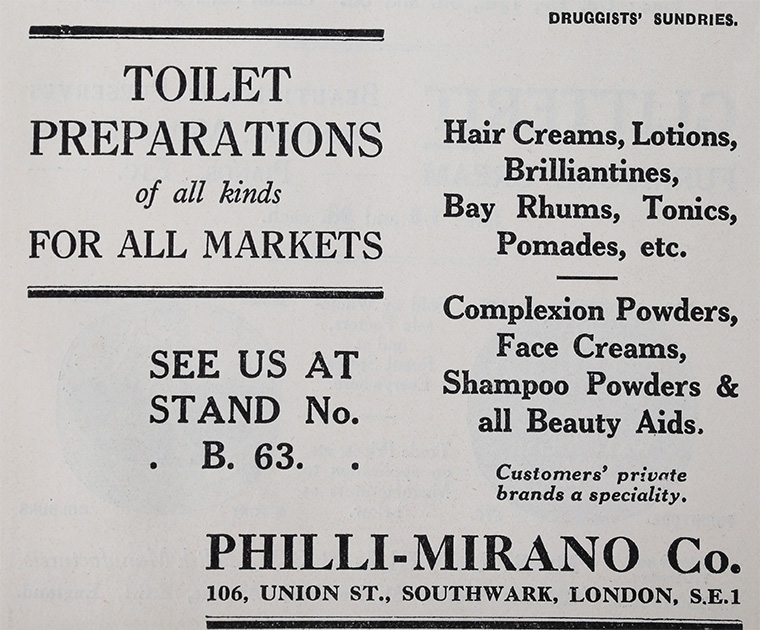 DRUGGISTS' SUNDRIES.
TOILET
PREPARATIONS
of all kinds
FOR ALL MARKETS
SEE US AT
STAND No.
. B. 63. .
Hair Creams, Lotions,
Brilliantines,
Bay Rhums, Tonics,
Pomades, etc.
Complexion Powders,
Face Creams,
Shampoo Powders &
all Beauty Aids.
Customers' private
brands a speciality.
PHILLI-MIRANO Co.
106, UNION ST., SOUTHWARK, LONDON, S.E.1